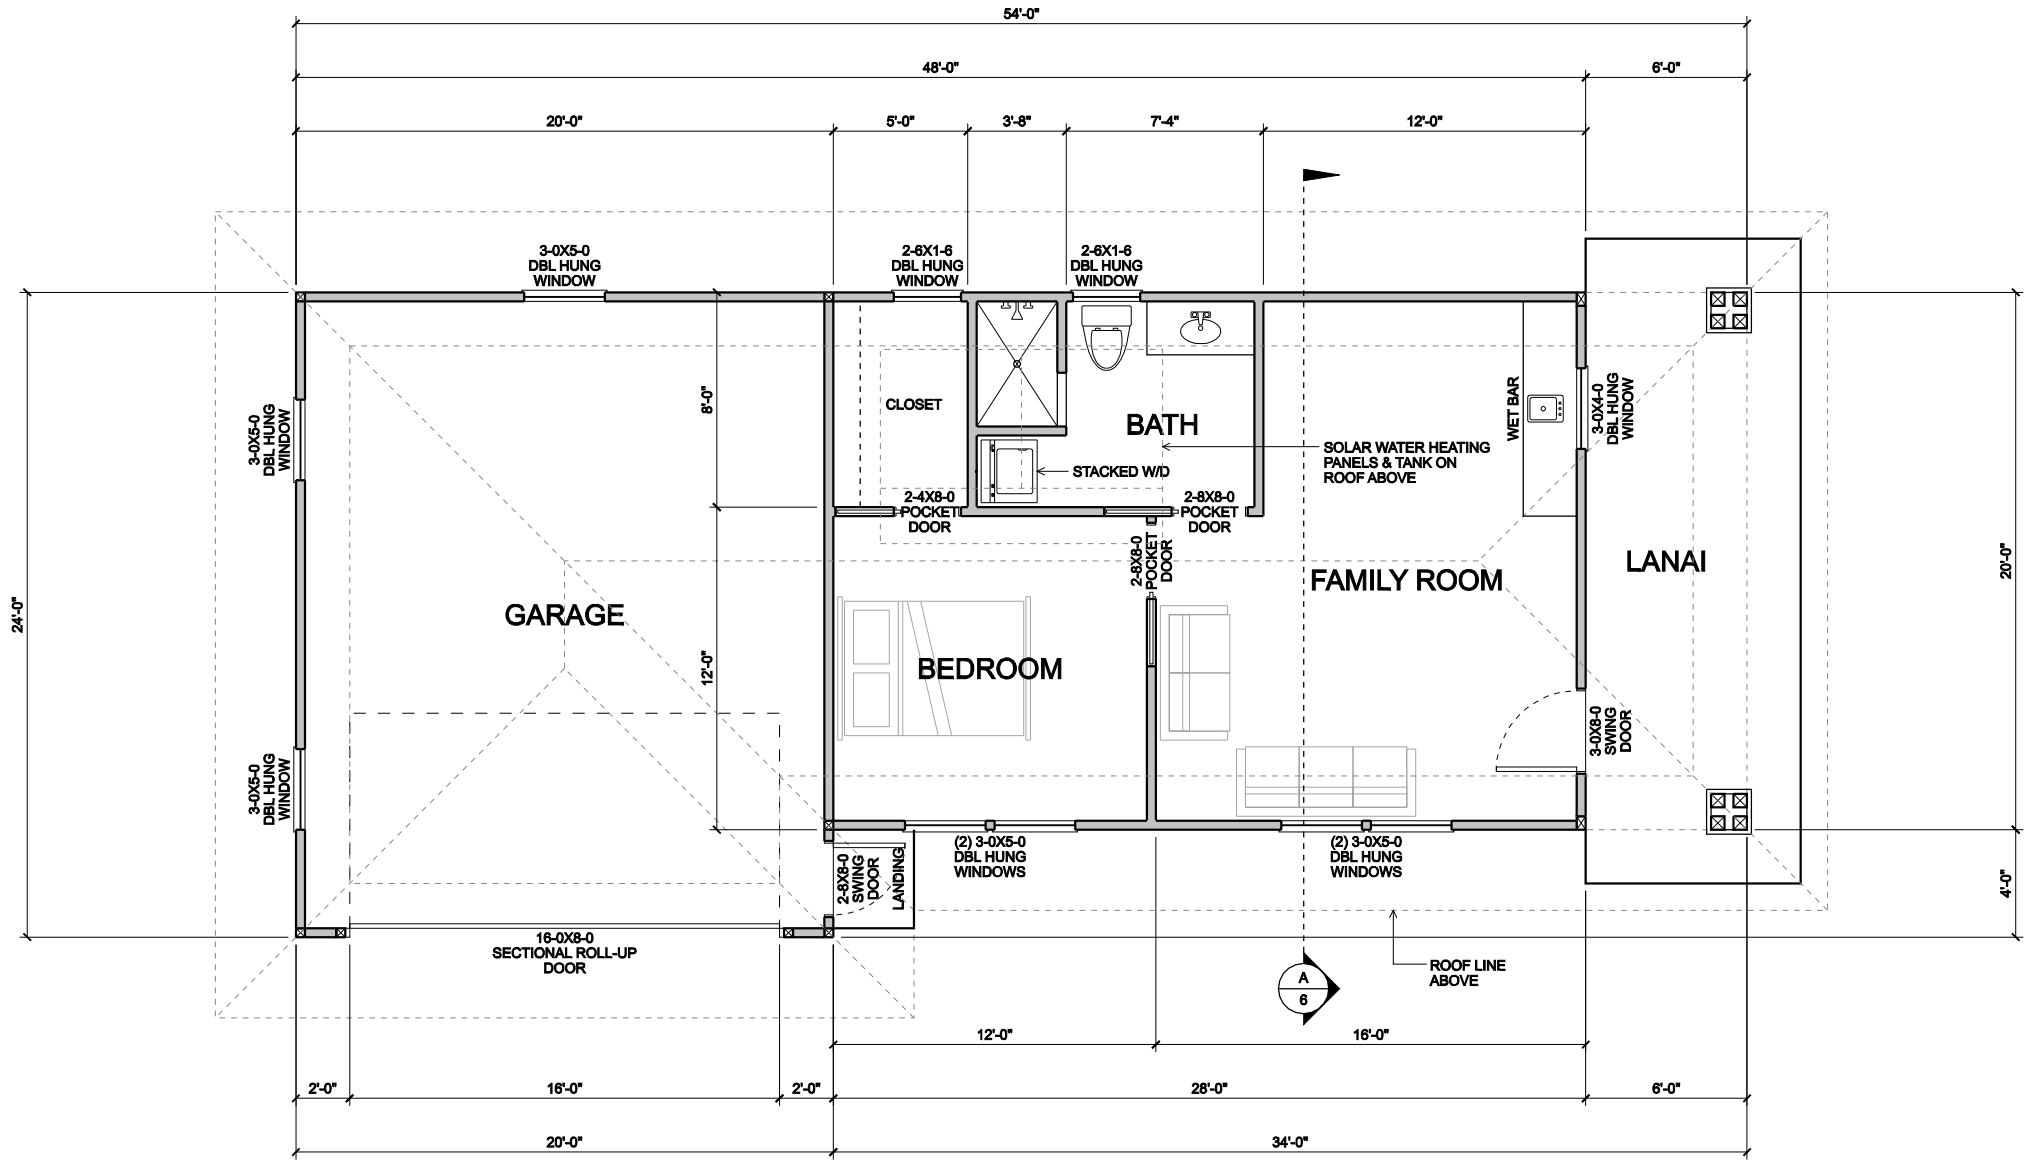 54'-0"
48'-0"
6'-0"
20'-0"
5'-0"
3'-8"
7'-4"
12'-0"
3-0X5-0
DBL HUNG
WINDOW
2-6X1-6
DBL HUNG
WINDOW
2-6X1-6
DBL HUNG
WINDOW
24'-0"
3-0X5-0
DBL HUNG
WINDOW
3-0X5-0
DBL HUNG
WINDOW
8'-0"
12'-0"
CLOSET
BATH
WET BAR
3-0X4-0
DBL HUNG
WINDOW
SOLAR WATER HEATING
PANELS & TANK ON
ROOF ABOVE
STACKED W/D
2-4X8-0
POCKET
DOOR
2-8X8-0
POCKET
DOOR
2-8X8-0
POCKET
DOOR
LANAI
FAMILY ROOM
GARAGE
BEDROOM
20'-0"
4'-0"
3-0X8-0
SWING
DOOR
(2) 3-0X5-0
DBL HUNG
WINDOWS
(2) 3-0X5-0
DBL HUNG
WINDOWS
2-8X8-0
SWING
DOOR
LANDING
16-0X8-0
SECTIONAL ROLL-UP
DOOR
ROOF LINE
ABOVE
A
6
12'-0"
16'-0"
2'-0"
16'-0"
2'-0"
28'-0"
6'-0"
20'-0"
34'-0"